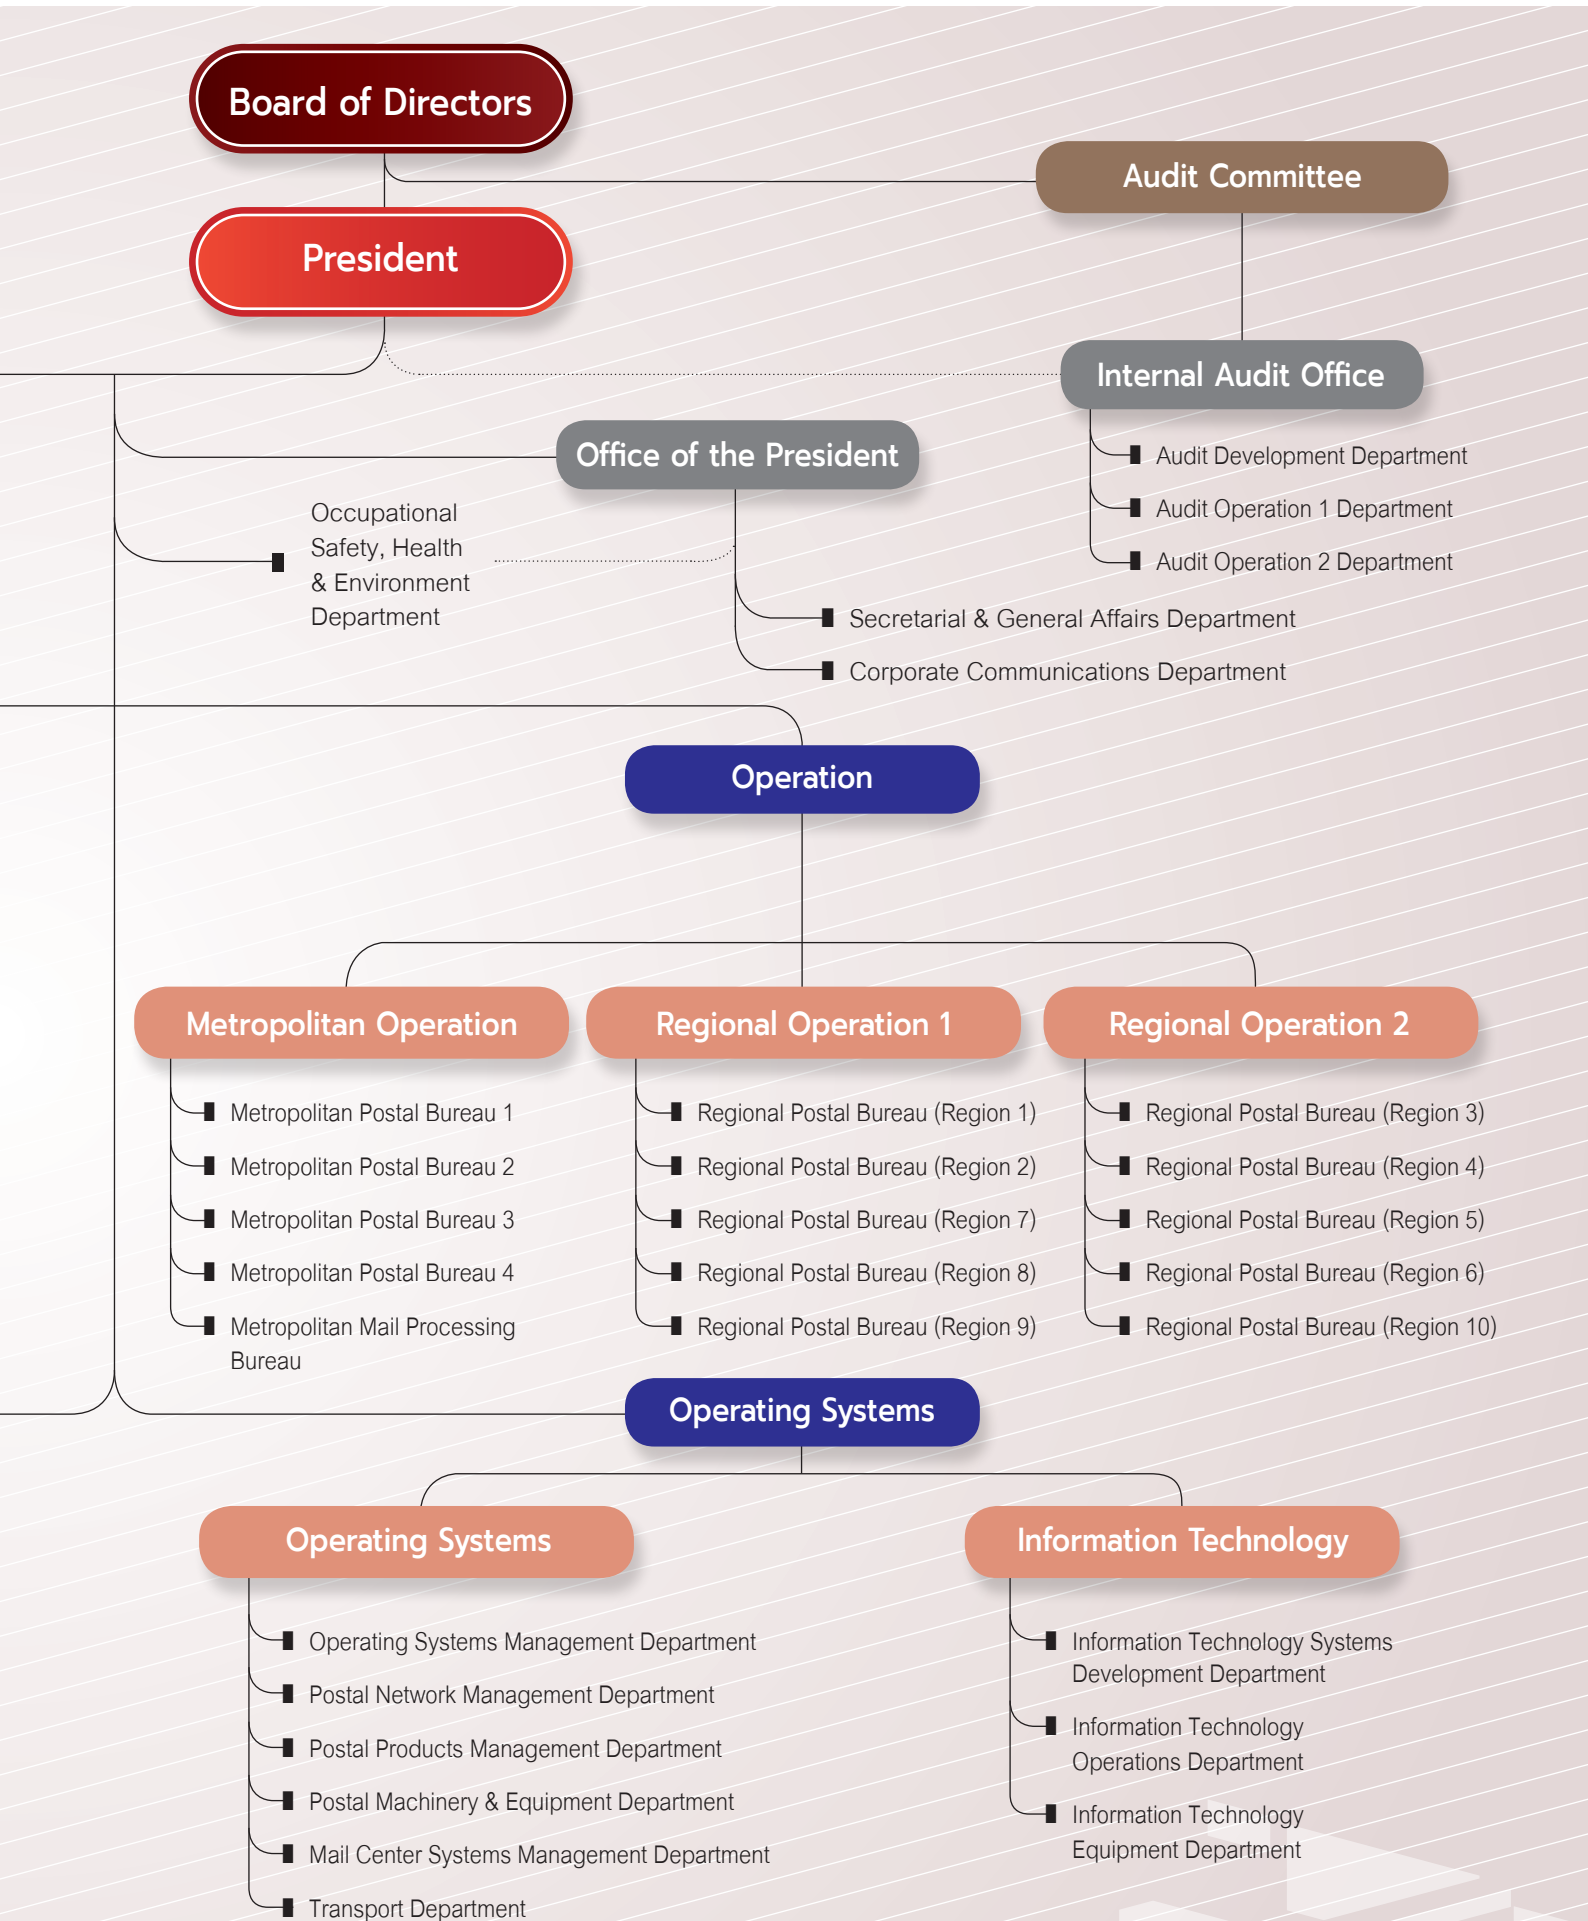 Board of Directors
Audit Committee
President
Internal Audit Office
Audit Development Department
Audit Operation 1 Department
Audit Operation 2 Department
Office of the President
Occupational
Safety, Health
& Environment
Department
Secretarial & General Affairs Department
Corporate Communications Department
Operation
Metropolitan Operation
Metropolitan Postal Bureau 1
Metropolitan Postal Bureau 2
Metropolitan Postal Bureau 3
Metropolitan Postal Bureau 4
Metropolitan Mail Processing
Bureau
Regional Operation 1
Regional Postal Bureau (Region 1)
Regional Postal Bureau (Region 2)
Regional Postal Bureau (Region 7)
Regional Postal Bureau (Region 8)
Regional Postal Bureau (Region 9)
Regional Operation 2
Regional Postal Bureau (Region 3)
Regional Postal Bureau (Region 4)
Regional Postal Bureau (Region 5)
Regional Postal Bureau (Region 6)
Regional Postal Bureau (Region 10)
Operating Systems
Operating Systems
Operating Systems Management Department
Postal Network Management Department
Postal Products Management Department
Postal Machinery & Equipment Department
Mail Center Systems Management Department
Transport Department
Information Technology
Information Technology Systems
Development Department
Information Technology
Operations Department
Information Technology
Equipment Department